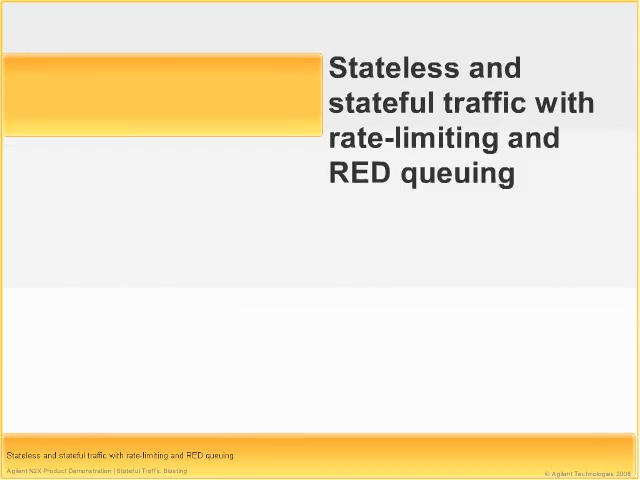 Stateless and
stateful traffic with
rate-limiting and
RED queuing
Stateless and stateful traffic with rate-limiting and RED queuing
Agilent N2X Product Demonstration | Stateful Traffic Blasting
© Agilent Technologies 2008